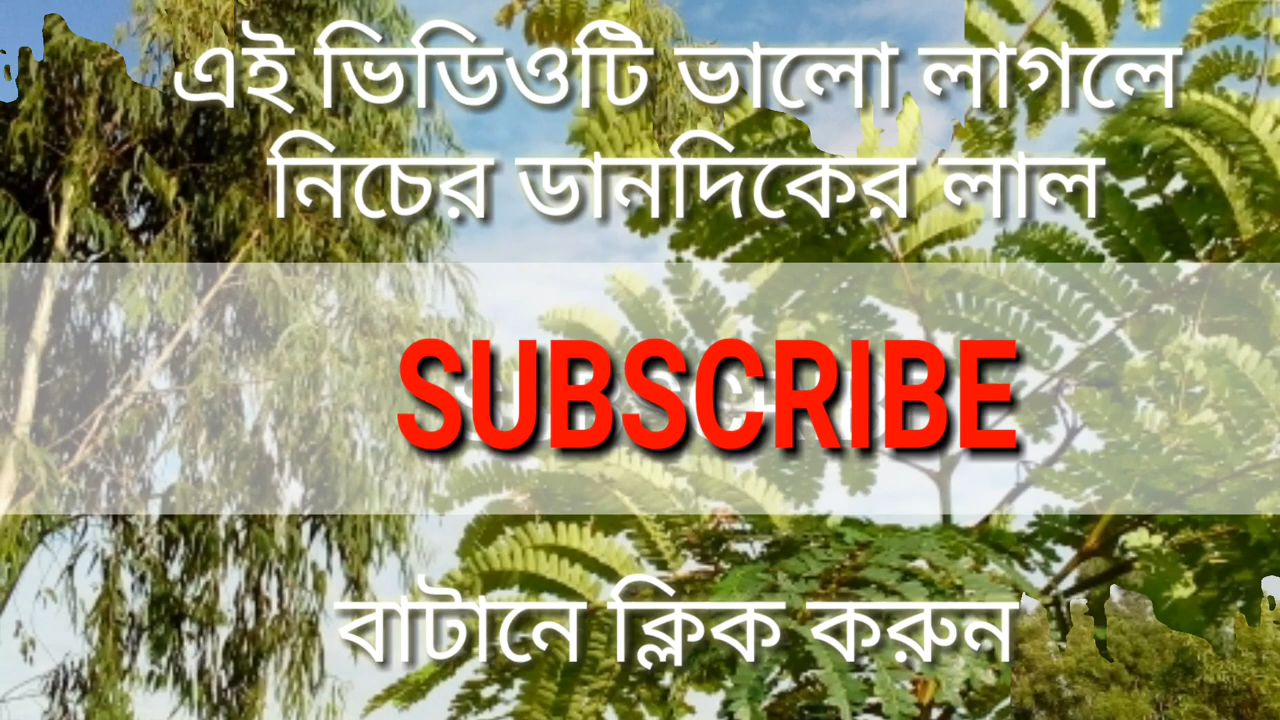 এই ভিডিওটি ভালো লাগলে
নিচের ডানদিকের লাল
SUBSCRIBE
বাটানে ক্লিক করুন